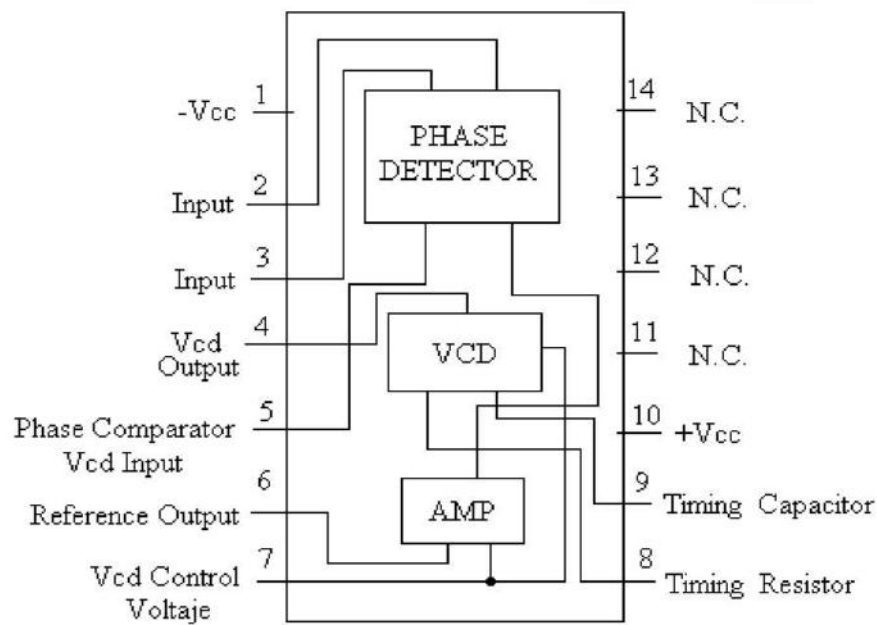 1
-Vcc
2
Input
3
Input
4
Vcd
Output
5
Phase Comparator
Vcd Input
6
Reference Output
7
Vcd Control
Voltaje
PHASE
DETECTOR
VCD
AMP
14
N.C.
13
N.C.
12
N.C.
11
N.C.
10
+Vcc
9
Timing Capacitor
8
Timing Resistor